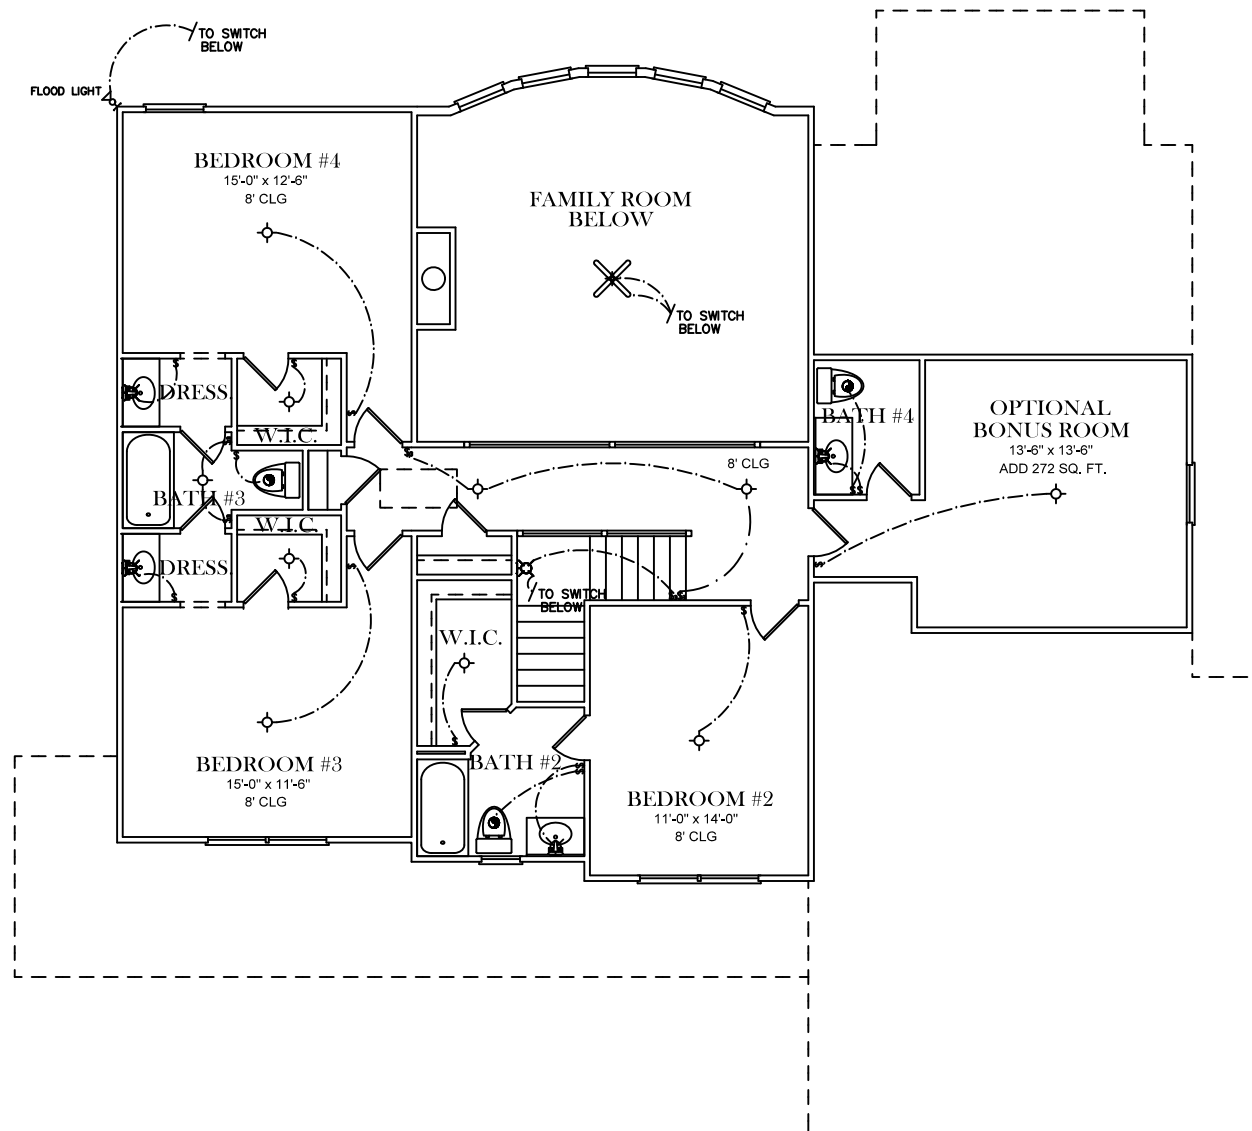 TO SWITCH
BELOW
FLOOD LIGHT
BEDROOM #4
15'-0" x 12'-6"
8' CLG
FAMILY ROOM
BELOW
TO SWITCH
BELOW
DRESS.
W.I.C.
BATH #4
OPTIONAL
BONUS ROOM
13'-6" x 13'-6"
ADD 272 SQ. FT.
8' CLG
BATH #3
W.I.C.
DRESS.
TO SWITCH
BELOW
W.I.C.
BEDROOM #3
15'-0" x 11'-6"
8' CLG
BATH #2
BEDROOM #2
11'-0" x 14'-0"
8' CLG